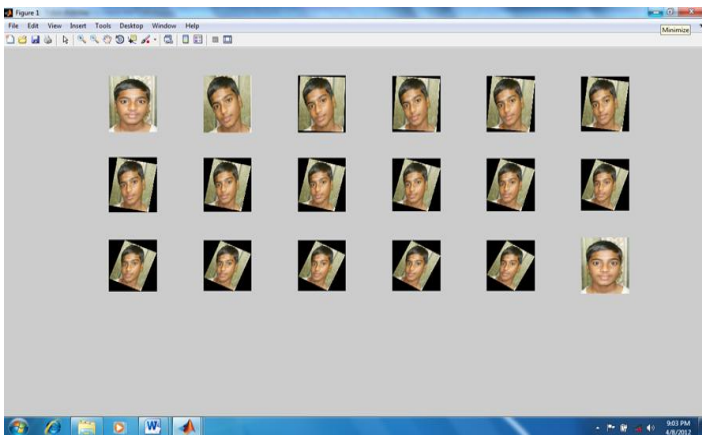 Figure 1
File Edit View Insert Tools Desktop Window Help
Minimize
W
9:03 PM
4/8/2012